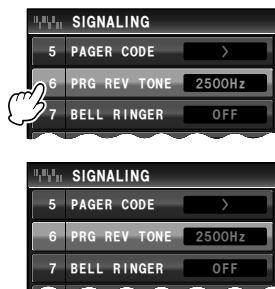 SIGNALING
5 PAGER CODE >
6 PRG REV TONE 2500Hz
7 BELL RINGER OFF
SIGNALING
5 PAGER CODE >
6 PRG REV TONE 2500Hz
7 BELL RINGER OFF